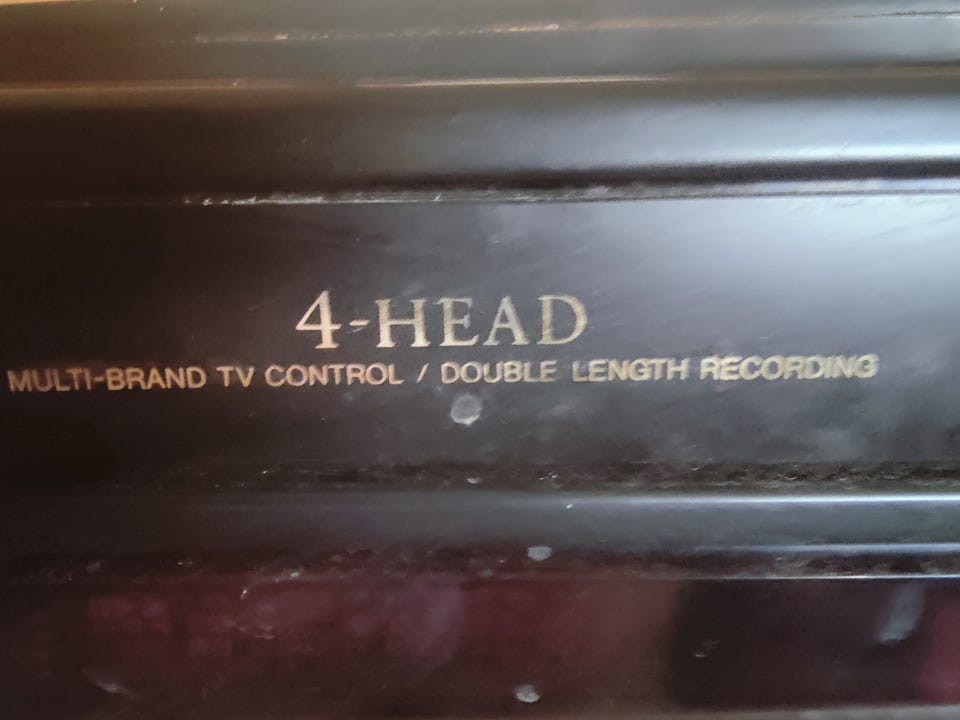 4-HEAD
MULTI-BRAND TV CONTROL / DOUBLE LENGTH RECORDING